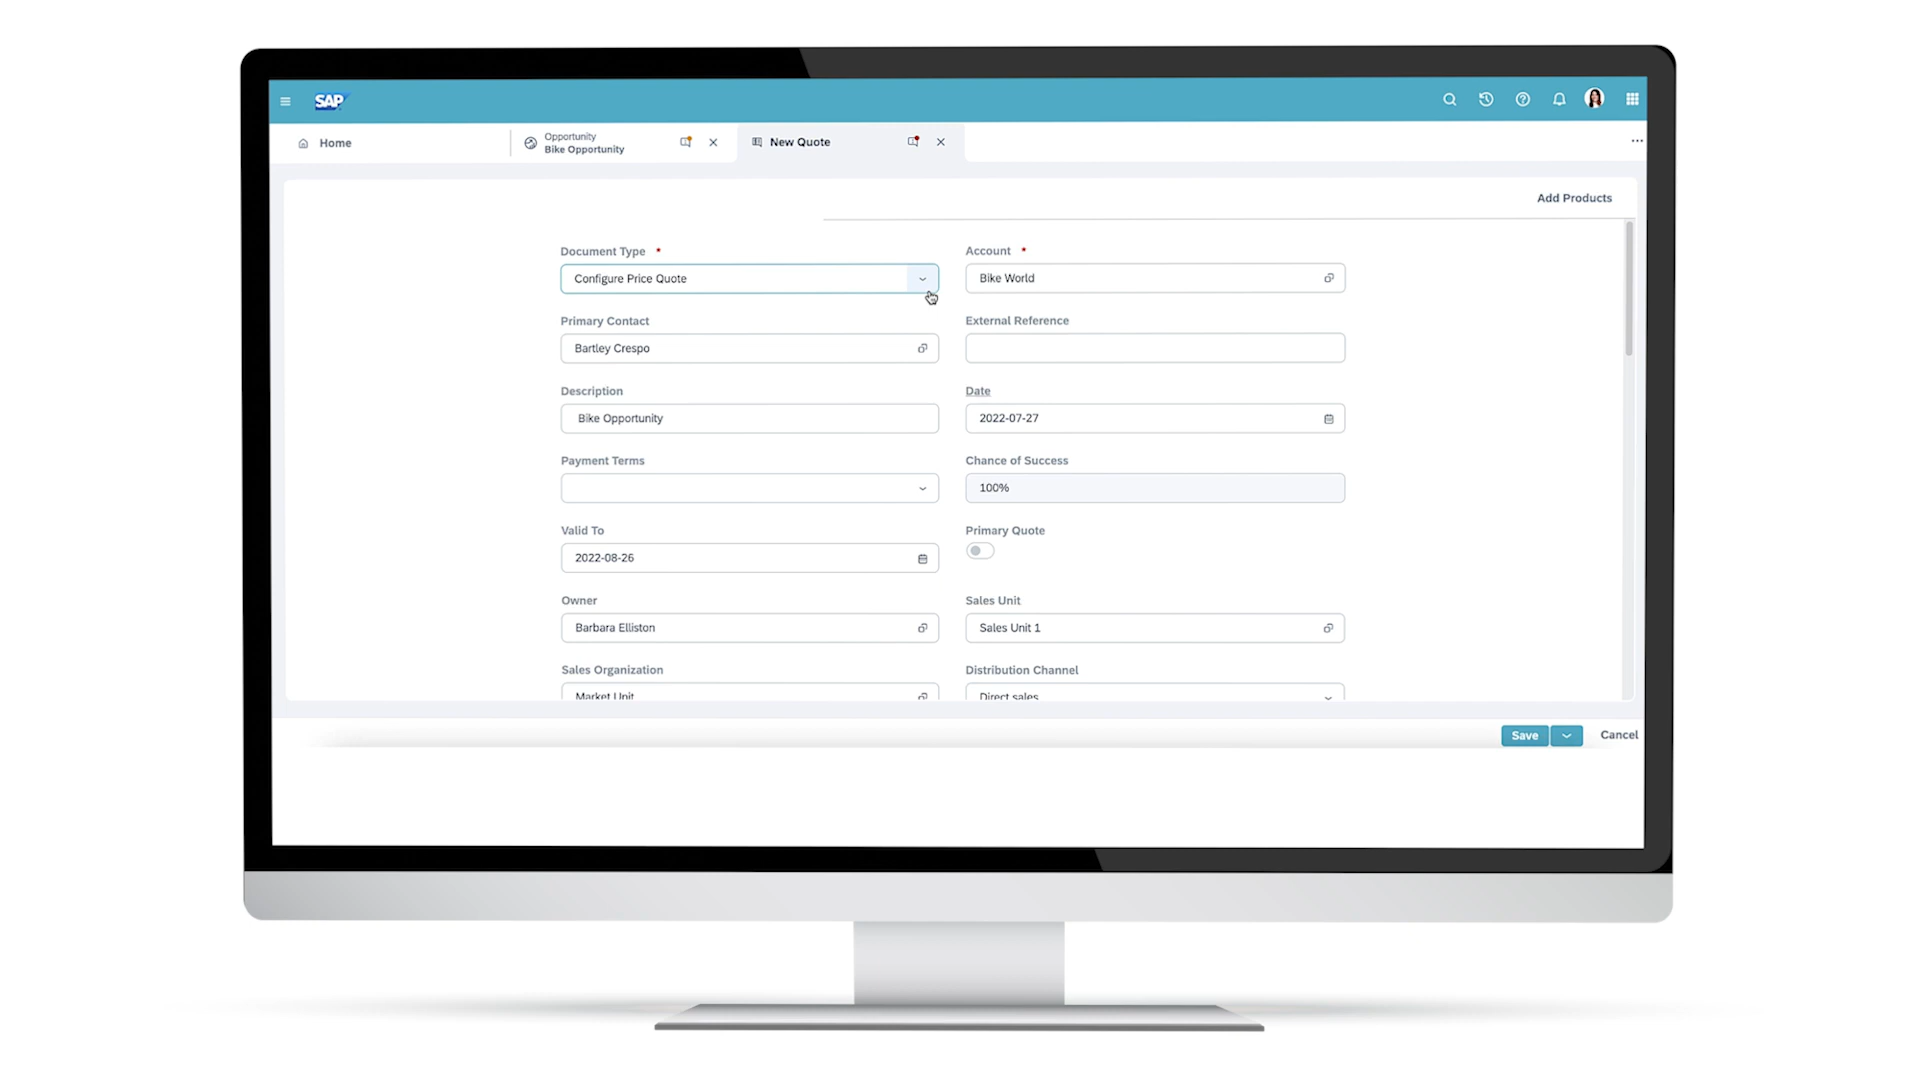 SAP
Home
Opportunity
Bike Opportunity
New Quote
Add Products
Document Type *
Account *
Configure Price Quote
Bike World
Primary Contact
External Reference
Bartley Crespo
Description
Date
Bike Opportunity
2022-07-27
Payment Terms
Chance of Success
100%
Valid To
Primary Quote
2022-08-26
Owner
Sales Unit
Barbara Elliston
Sales Unit 1
Sales Organization
Distribution Channel
Market Unit
Direct sales
Save
Cancel